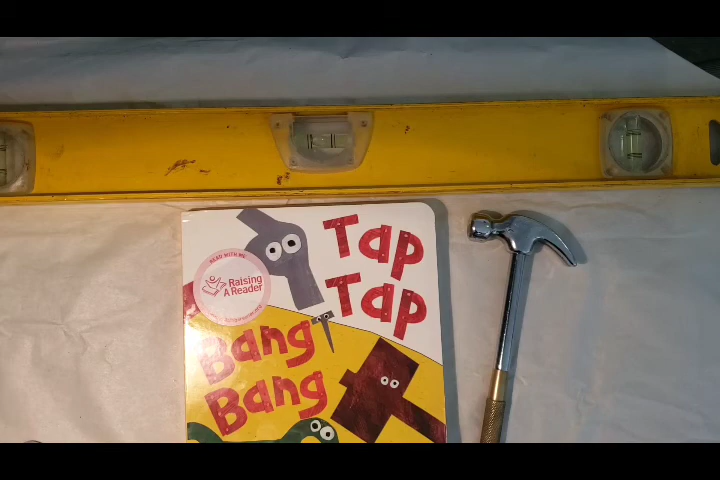 Tap
Tap
Bang
Bang
READ WITH ME
Raising
A Reader